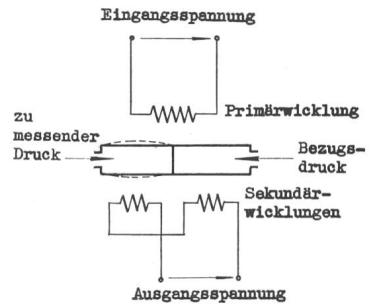 Eingangsspannung
Primärwicklung
zu
messender
Druck
Bezugs-
druck
Sekundär-
wicklungen
Ausgangsspannung